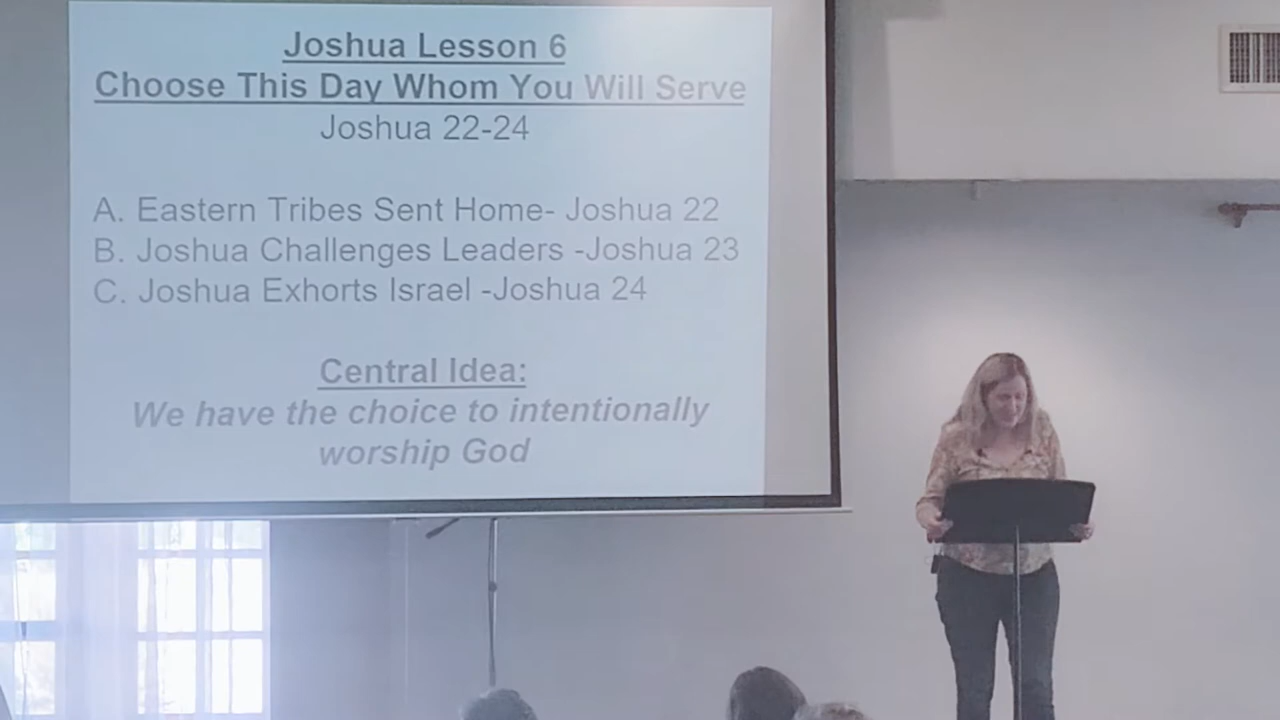 Joshua Lesson 6
Choose This Day Whom You Will Serve
Joshua 22-24
A. Eastern Tribes Sent Home- Joshua 22
B. Joshua Challenges Leaders -Joshua 23
C. Joshua Exhorts Israel -Joshua 24
Central Idea:
We have the choice to intentionally
worship God